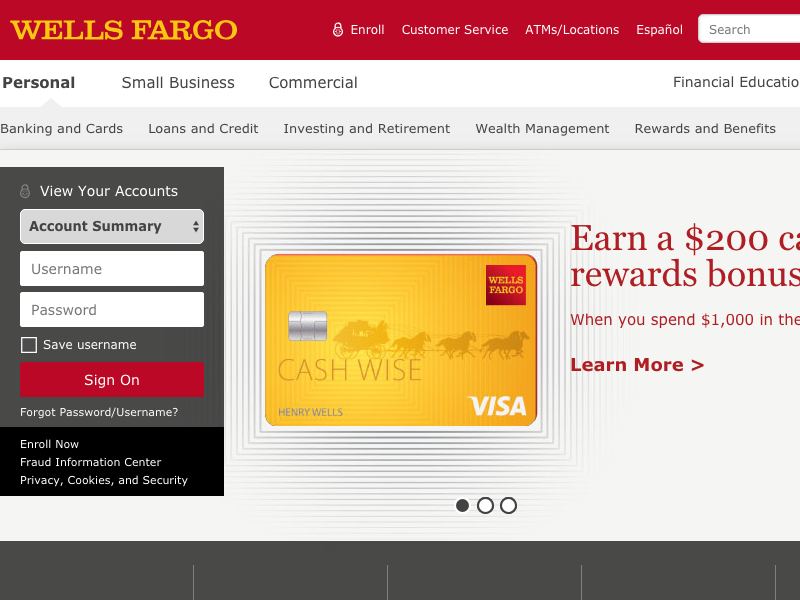 WELLS FARGO
Enroll
Customer Service
ATMs/Locations
Español
Search
Personal
Small Business
Commercial
Financial Educatio
Banking and Cards
Loans and Credit
Investing and Retirement
Wealth Management
Rewards and Benefits
View Your Accounts
Account Summary
Username
Password
Save username
Sign On
Forgot Password/Username?
Enroll Now
Fraud Information Center
Privacy, Cookies, and Security
WELLS
FARGO
CASH WISE
HENRY WELLS
VISA
Earn a $200 ca
rewards bonus
When you spend $1,000 in the
Learn More >